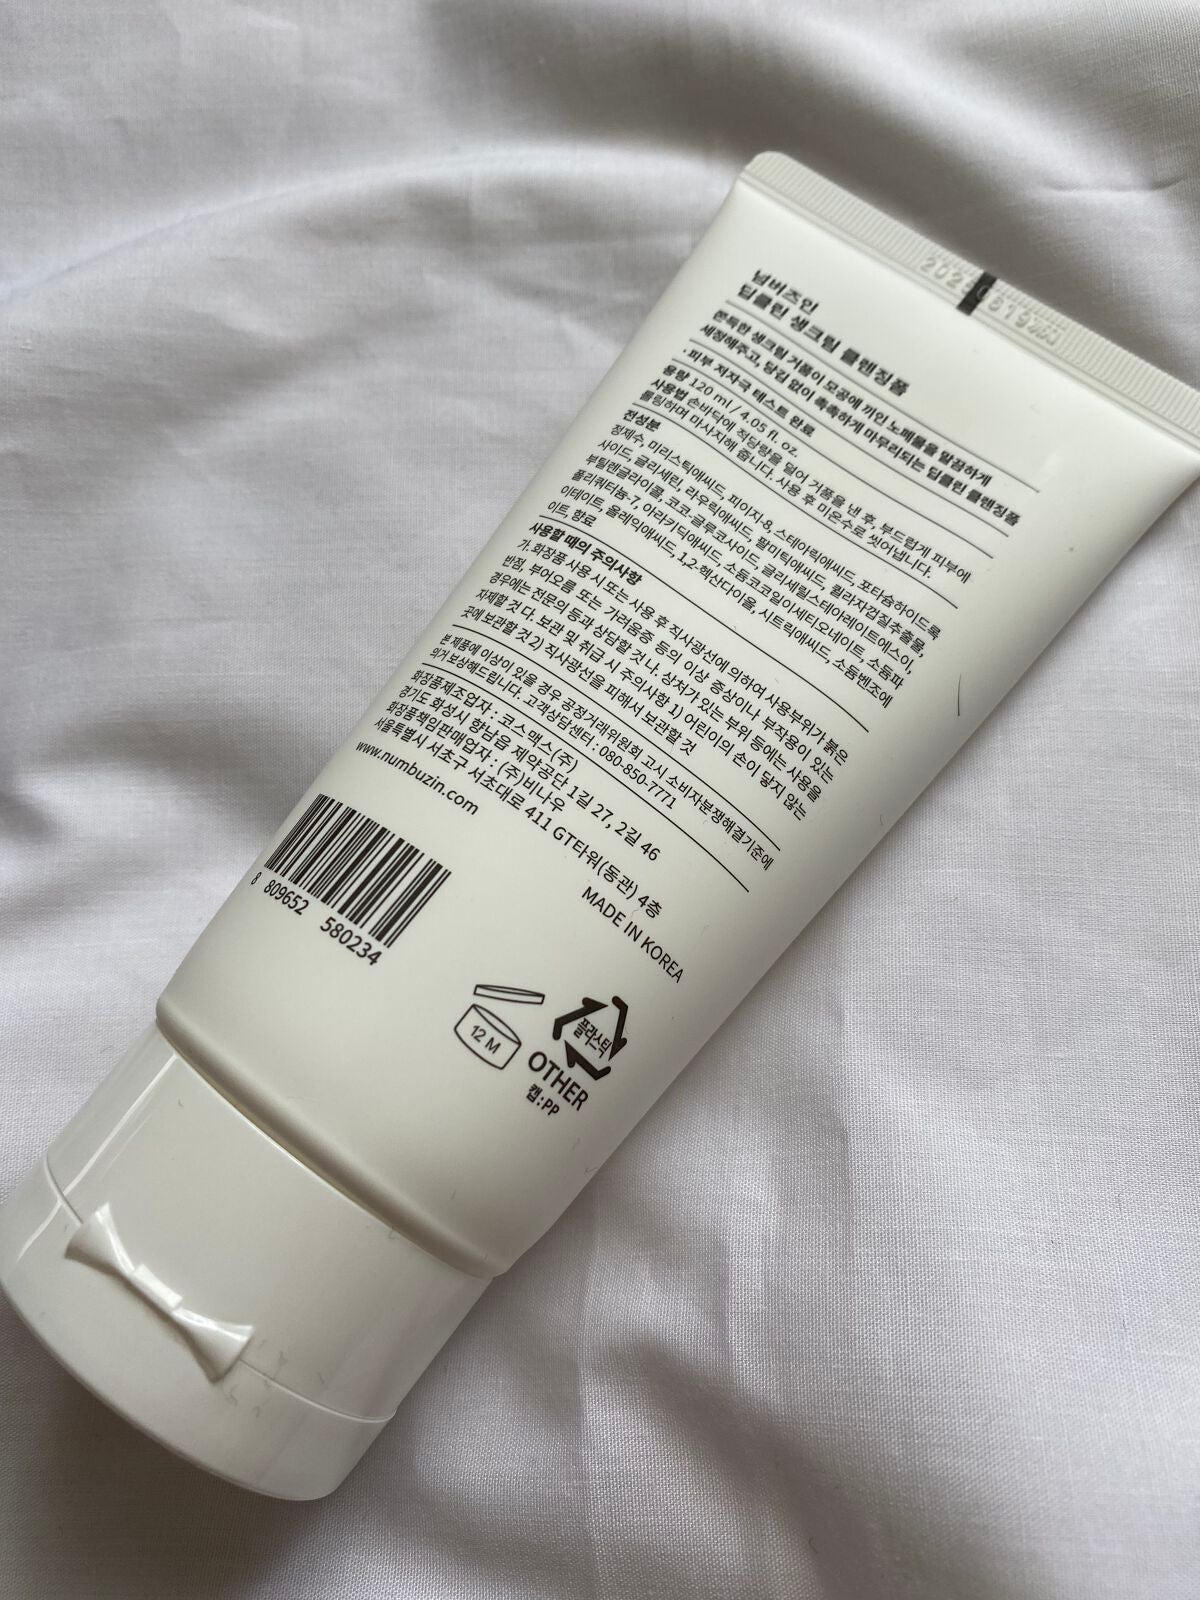 넘버즈인
딥클린 생크림 클렌징폼
쫀득한 생크림 거품이 모공에 끼인 노폐물을 말끔하게
세정해주고, 당김 없이 촉촉하게 마무리되는 딥클린 클렌징폼
· 피부 저자극 테스트 완료
용량 120 ml / 4.05 fl. oz.
사용법 손바닥에 적당량을 덜어 거품을 낸 후, 부드럽게 피부에
롤링하며 마사지해 줍니다. 사용 후 미온수로 씻어냅니다.
전성분
정제수, 미리스틱애씨드, 피이지-8, 스테아릭애씨드, 포타슘하이드록
사이드, 글리세린, 라우릭애씨드, 팔미틱애씨드, 퀼라자껍질추출물,
부틸렌글라이콜, 코코-글루코사이드, 글리세릴스테아레이트에스이,
폴리쿼터늄-7, 아라키딕애씨드, 소듐코코일이세티오네이트, 소듐파
이테이트, 올레익애씨드, 1,2-헥산다이올, 시트릭애씨드, 소듐벤조에
이트, 향료
사용할 때의 주의사항
가. 화장품 사용 시 또는 사용 후 직사광선에 의하여 사용부위가 붉은
반점, 부어오름 또는 가려움증 등의 이상 증상이나 부작용이 있는
경우에는 전문의 등과 상담할 것 나. 상처가 있는 부위 등에는 사용을
자제할 것 다. 보관 및 취급 시 주의사항 1) 어린이의 손이 닿지 않는
곳에 보관할 것 2) 직사광선을 피해서 보관할 것
본 제품에 이상이 있을 경우 공정거래위원회 고시 소비자분쟁해결기준에
의거 보상해드립니다. 고객상담센터 : 080-850-7771
화장품제조업자 : 코스맥스(주)
경기도 화성시 향남읍 제약공단 1길 27, 2길 46
화장품책임판매업자 : (주)비나우
서울특별시 서초구 서초대로 411 GT타워(동관) 4층
www.numbuzin.com
MADE IN KOREA
8 809652 580234
12 M
플라스틱
OTHER
캡 : PP